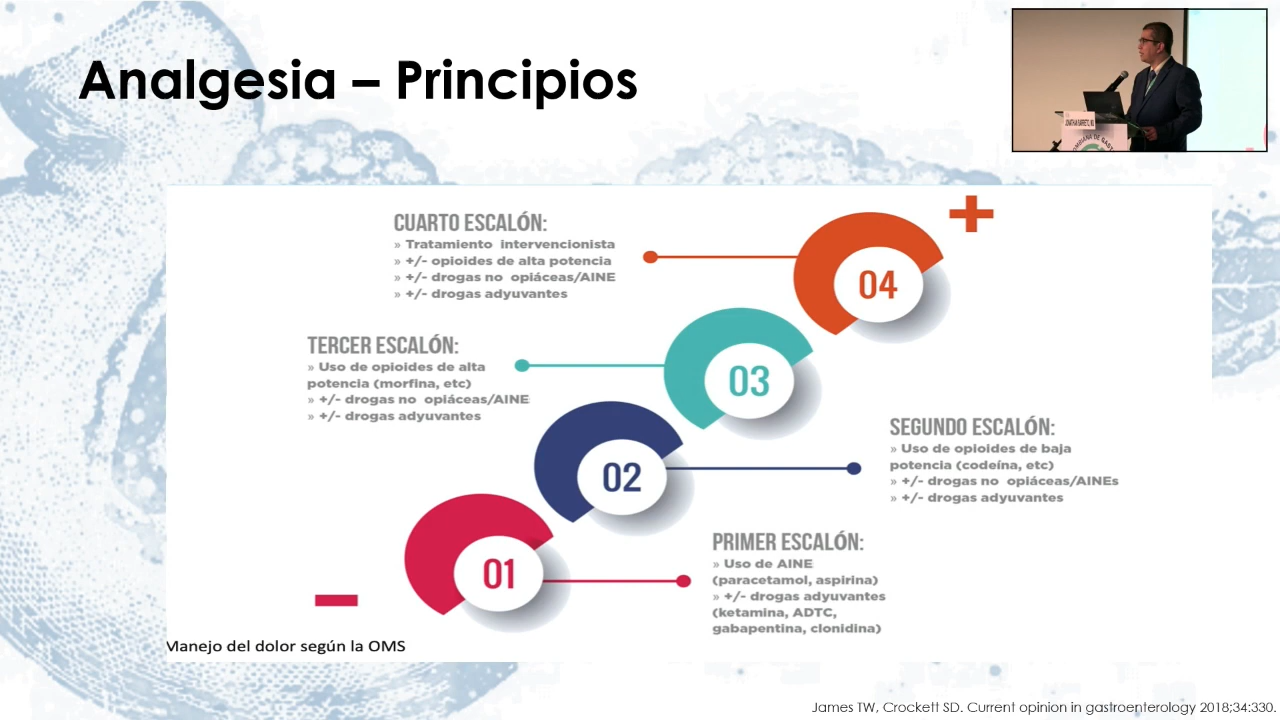 Analgesia – Principios
CUARTO ESCALÓN:
» Tratamiento intervencionista
» +/- opioides de alta potencia
» +/- drogas no opiáceas/AINE
» +/- drogas adyuvantes
04
TERCER ESCALÓN:
» Uso de opioides de alta
potencia (morfina, etc)
» +/- drogas no opiáceas/AINE
» +/- drogas adyuvantes
03
SEGUNDO ESCALÓN:
» Uso de opioides de baja
potencia (codeína, etc)
» +/- drogas no opiáceas/AINEs
» +/- drogas adyuvantes
02
PRIMER ESCALÓN:
» Uso de AINE
(paracetamol, aspirina)
» +/- drogas adyuvantes
(ketamina, ADTC,
gabapentina, clonidina)
01
Manejo del dolor según la OMS
James TW, Crockett SD. Current opinion in gastroenterology 2018;34:330.